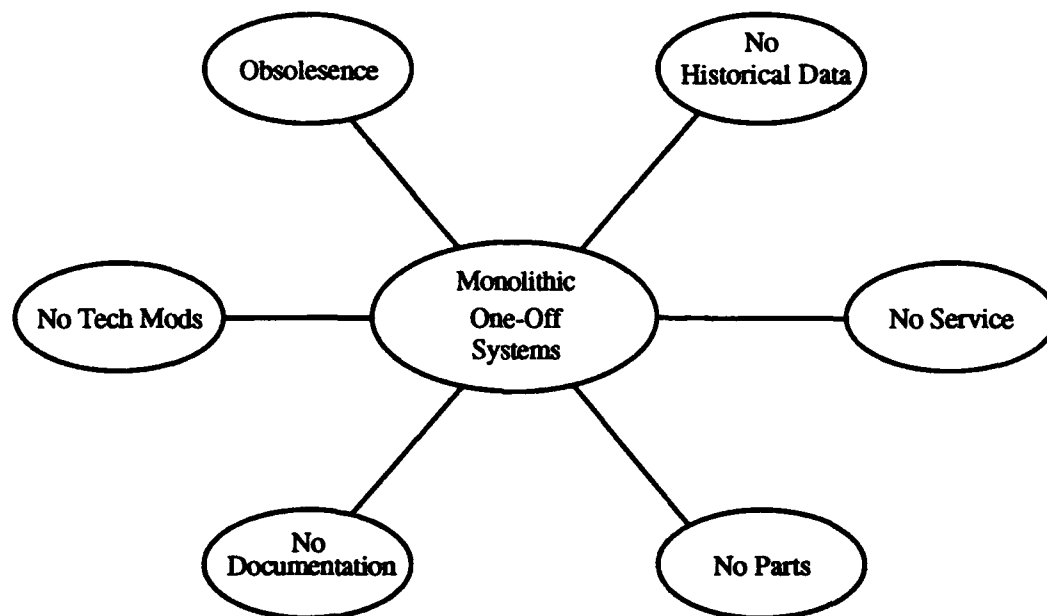 Obsolesence
No
Historical Data
No Tech Mods
Monolithic
One-Off
Systems
No Service
No
Documentation
No Parts